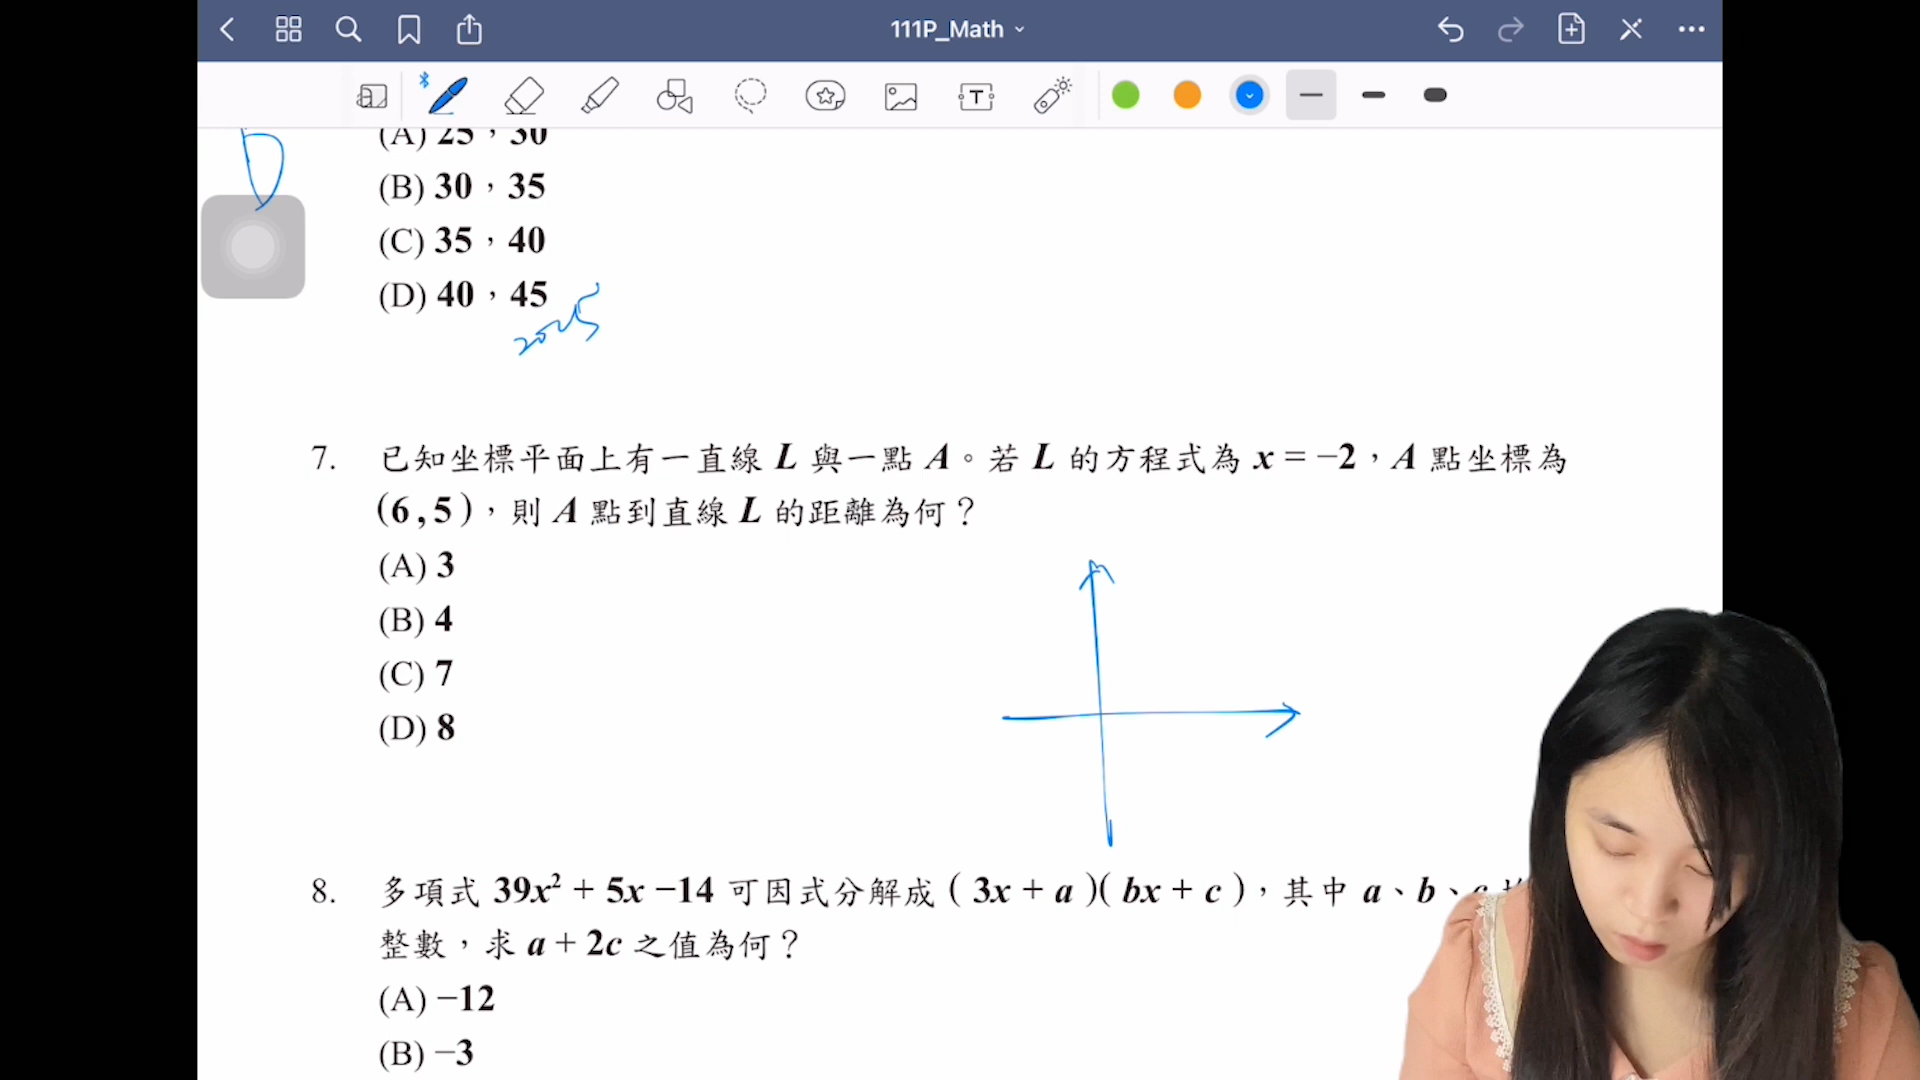 111P_Math
D
(A) 25，30
(B) 30，35
(C) 35，40
(D) 40，45
2025
7. 已知坐標平面上有一直線 L 與一點 A。若 L 的方程式為 x = −2，A 點坐標為
(6,5)，則 A 點到直線 L 的距離為何？
(A) 3
(B) 4
(C) 7
(D) 8
8. 多項式 39x² + 5x −14 可因式分解成 ( 3x + a )( bx + c )，其中 a、b、c
整數，求 a + 2c 之值為何？
(A) −12
(B) −3